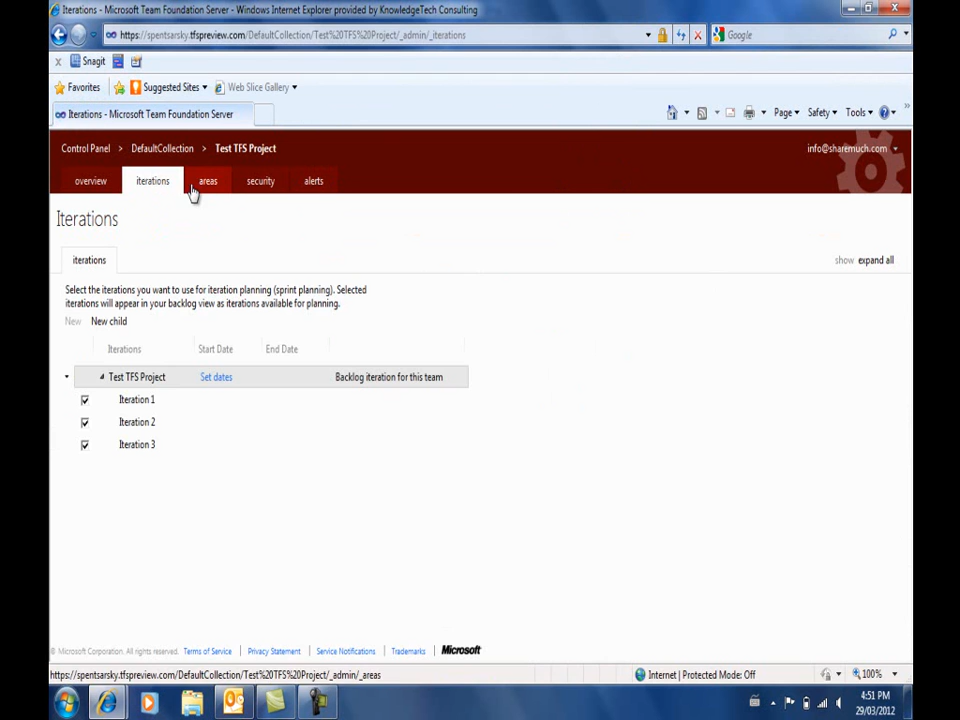 Iterations - Microsoft Team Foundation Server - Windows Internet Explorer provided by KnowledgeTech Consulting
https://spentsarsky.tfspreview.com/DefaultCollection/Test%20TFS%20Project/_admin/_iterations
Google
x Snagit
Favorites Suggested Sites Web Slice Gallery
Iterations - Microsoft Team Foundation Server
Page Safety Tools
Control Panel > DefaultCollection > Test TFS Project
info@sharemuch.com
overview iterations areas security alerts
Iterations
iterations
show expand all
Select the iterations you want to use for iteration planning (sprint planning). Selected
iterations will appear in your backlog view as iterations available for planning.
New New child
Iterations Start Date End Date
Test TFS Project Set dates Backlog iteration for this team
Iteration 1
Iteration 2
Iteration 3
© Microsoft Corporation. All rights reserved. Terms of Service | Privacy Statement | Service Notifications | Trademarks | Microsoft
https://spentsarsky.tfspreview.com/DefaultCollection/Test%20TFS%20Project/_admin/_areas
Internet | Protected Mode: Off
100%
4:51 PM
29/03/2012